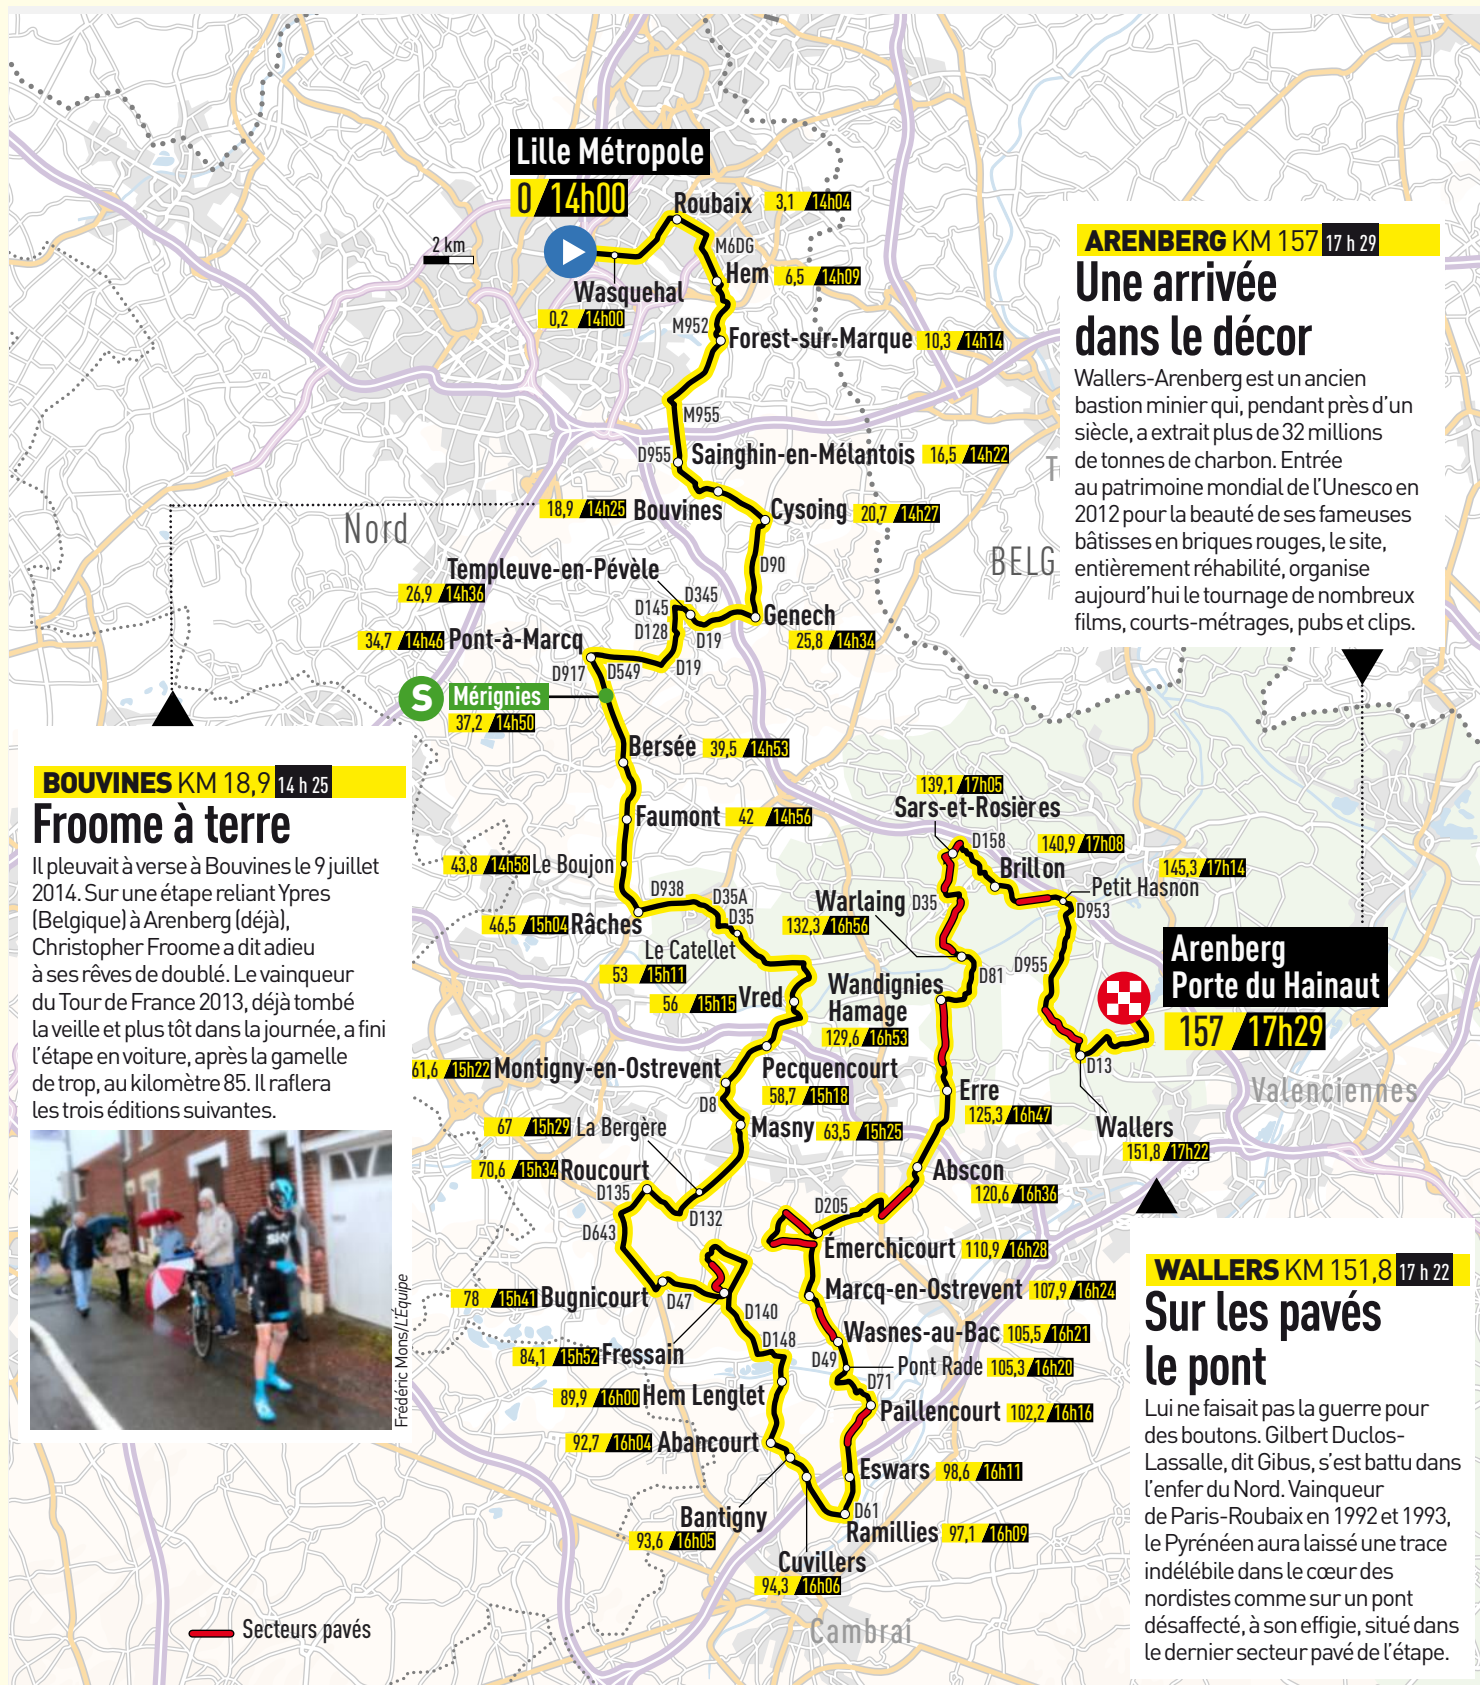 Lille Métropole
0 14h00
Roubaix 3,1 14h04
2 km
M6DG
Hem 6,5 14h09
Wasquehal
0,2 14h00
M952
Forest-sur-Marque 10,3 14h14
M955
D955
Sainghin-en-Mélantois 16,5 14h22
18,9 14h25 Bouvines
Cysoing 20,7 14h27
Nord
BELG
D90
Templeuve-en-Pévèle
26,9 14h36
D345
D145
D128
D19
Genech
25,8 14h34
34,7 14h46 Pont-à-Marcq
D917
D549
D19
S
Mérignies
37,2 14h50
Bersée 39,5 14h53
Faumont 42 14h56
43,8 14h58 Le Boujon
D938
D35A
D35
46,5 15h04 Râches
Le Catellet
53 15h11
56 15h15 Vred
61,6 15h22 Montigny-en-Ostrevent
Pecquencourt
58,7 15h18
D8
67 15h29 La Bergère
Masny 63,5 15h25
70,6 15h34 Roucourt
D135
D132
D643
78 15h41 Bugnicourt
D47
D140
D148
84,1 15h52 Fressain
89,9 16h00 Hem Lenglet
92,7 16h04 Abancourt
Bantigny
93,6 16h05
Cuvillers
94,3 16h06
D61
Ramillies 97,1 16h09
Eswars 98,6 16h11
Paillencourt 102,2 16h16
D71
D49
Pont Rade 105,3 16h20
Wasnes-au-Bac 105,5 16h21
Marcq-en-Ostrevent 107,9 16h24
Émerchicourt 110,9 16h28
D205
Abscon
120,6 16h36
Erre
125,3 16h47
Wandignies
Hamage
129,6 16h53
D81
Warlaing
132,3 16h56
D35
139,1 17h05
Sars-et-Rosières
D158
140,9 17h08
Brillon
145,3 17h14
Petit Hasnon
D953
D955
Arenberg
Porte du Hainaut
157 17h29
D13
Wallers
151,8 17h22
Valenciennes
Cambrai
Secteurs pavés
ARENBERG KM 157 17 h 29
Une arrivée
dans le décor
Wallers-Arenberg est un ancien
bastion minier qui, pendant près d'un
siècle, a extrait plus de 32 millions
de tonnes de charbon. Entrée
au patrimoine mondial de l'Unesco en
2012 pour la beauté de ses fameuses
bâtisses en briques rouges, le site,
entièrement réhabilité, organise
aujourd'hui le tournage de nombreux
films, courts-métrages, pubs et clips.
BOUVINES KM 18,9 14 h 25
Froome à terre
Il pleuvait à verse à Bouvines le 9 juillet
2014. Sur une étape reliant Ypres
(Belgique) à Arenberg (déjà),
Christopher Froome a dit adieu
à ses rêves de doublé. Le vainqueur
du Tour de France 2013, déjà tombé
la veille et plus tôt dans la journée, a fini
l'étape en voiture, après la gamelle
de trop, au kilomètre 85. Il raflera
les trois éditions suivantes.
SKY
Frédéric Mons/L'Équipe
WALLERS KM 151,8 17 h 22
Sur les pavés
le pont
Lui ne faisait pas la guerre pour
des boutons. Gilbert Duclos-
Lassalle, dit Gibus, s'est battu dans
l'enfer du Nord. Vainqueur
de Paris-Roubaix en 1992 et 1993,
le Pyrénéen aura laissé une trace
indélébile dans le cœur des
nordistes comme sur un pont
désaffecté, à son effigie, situé dans
le dernier secteur pavé de l'étape.